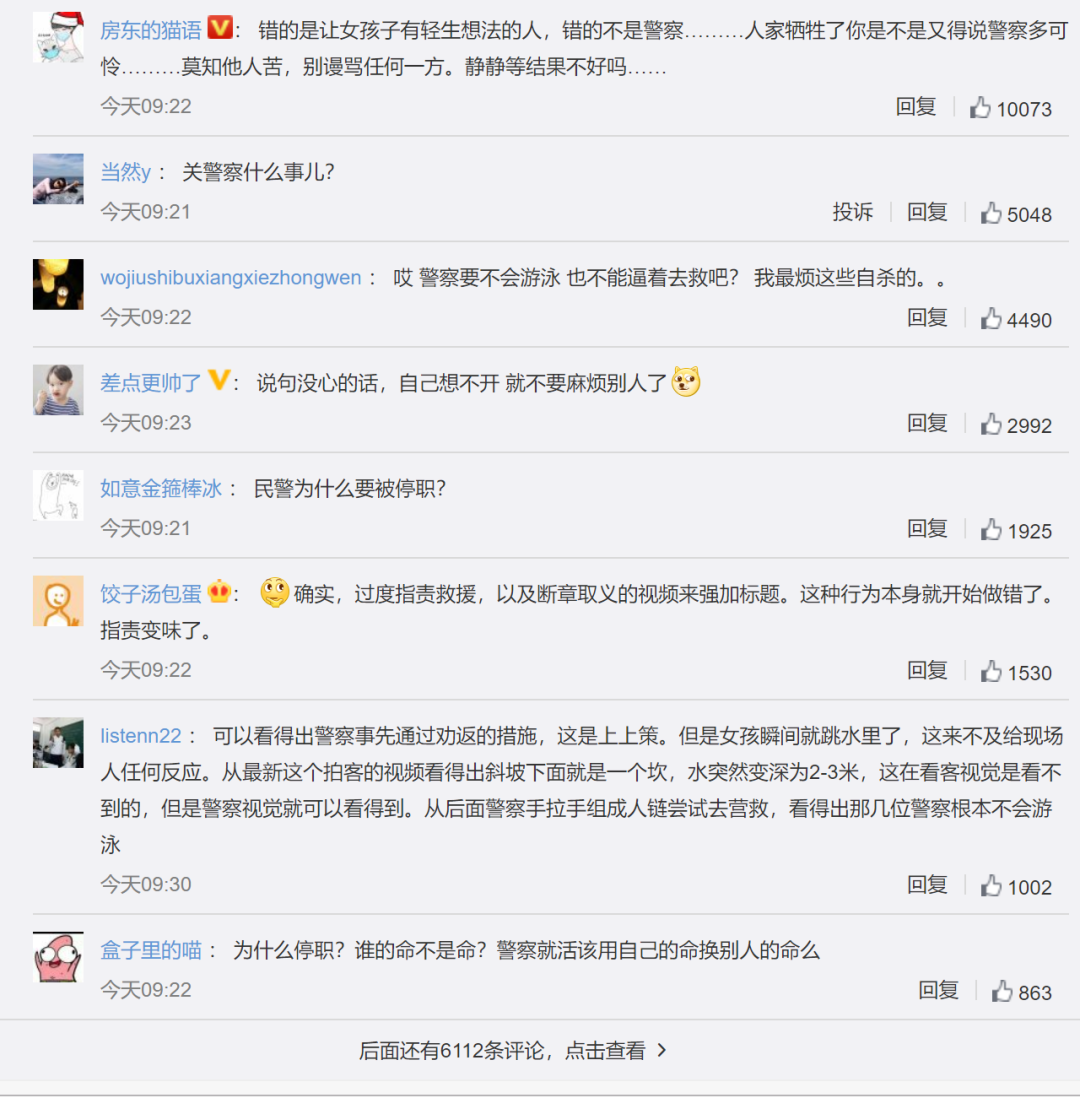 房东的猫语 : 错的是让女孩子有轻生想法的人，错的不是警察………人家牺牲了你是不是又得说警察多可
怜………莫知他人苦，别谩骂任何一方。静静等结果不好吗……
今天09:22 回复 10073
当然y： 关警察什么事儿？
今天09:21 投诉 回复 5048
wojiushibuxiangxiezhongwen： 哎 警察要不会游泳 也不能逼着去救吧？ 我最烦这些自杀的。。
今天09:22 回复 4490
差点更帅了 : 说句没心的话，自己想不开 就不要麻烦别人了
今天09:23 回复 2992
如意金箍棒冰： 民警为什么要被停职？
今天09:21 回复 1925
饺子汤包蛋 : 确实，过度指责救援，以及断章取义的视频来强加标题。这种行为本身就开始做错了。
指责变味了。
今天09:22 回复 1530
listenn22： 可以看得出警察事先通过劝返的措施，这是上上策。但是女孩瞬间就跳水里了，这来不及给现场
人任何反应。从最新这个拍客的视频看得出斜坡下面就是一个坎，水突然变深为2-3米，这在看客视觉是看不
到的，但是警察视觉就可以看得到。从后面警察手拉手组成人链尝试去营救，看得出那几位警察根本不会游
泳
今天09:30 回复 1002
盒子里的喵： 为什么停职？谁的命不是命？警察就活该用自己的命换别人的命么
今天09:22 回复 863
后面还有6112条评论，点击查看 >